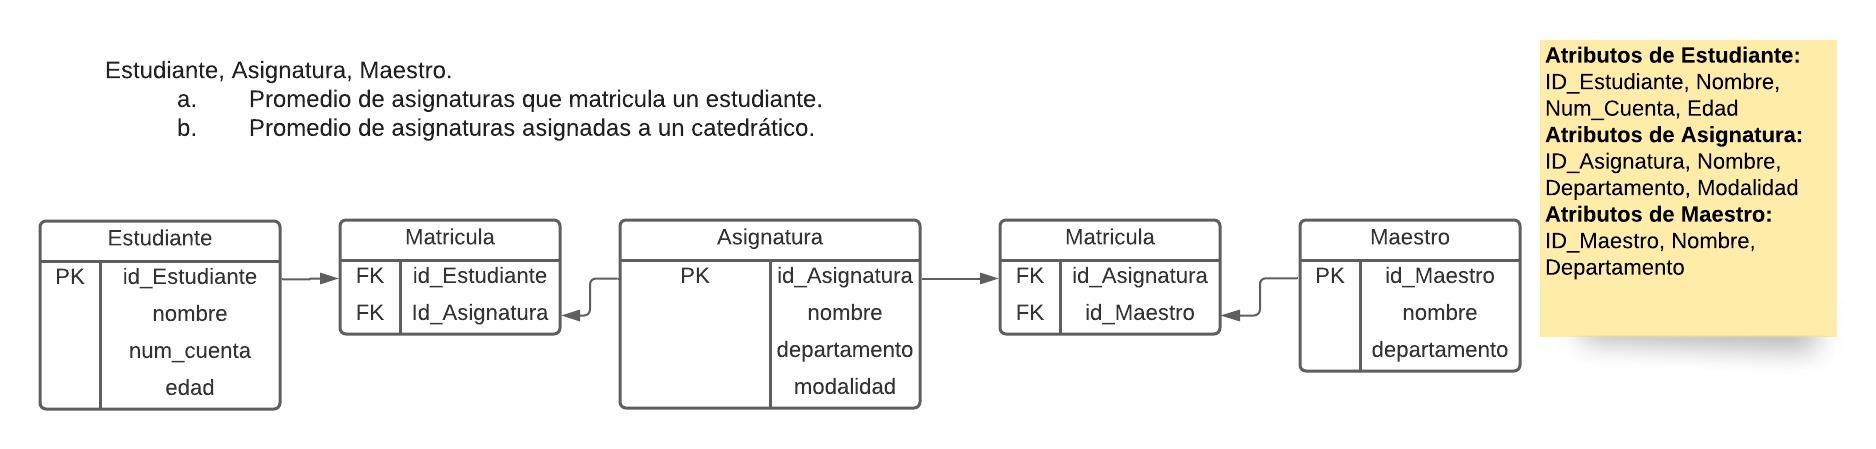 Estudiante, Asignatura, Maestro.
a. Promedio de asignaturas que matricula un estudiante.
b. Promedio de asignaturas asignadas a un catedrático.
Atributos de Estudiante:
ID_Estudiante, Nombre,
Num_Cuenta, Edad
Atributos de Asignatura:
ID_Asignatura, Nombre,
Departamento, Modalidad
Atributos de Maestro:
ID_Maestro, Nombre,
Departamento
Estudiante
PK id_Estudiante
nombre
num_cuenta
edad
Matricula
FK id_Estudiante
FK Id_Asignatura
Asignatura
PK id_Asignatura
nombre
departamento
modalidad
Matricula
FK id_Asignatura
FK id_Maestro
Maestro
PK id_Maestro
nombre
departamento